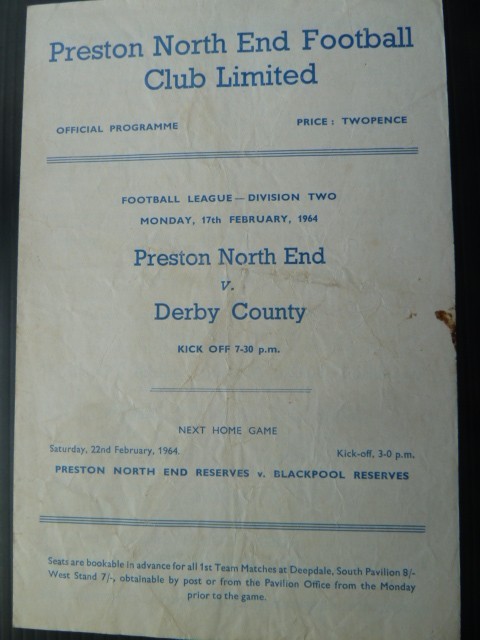 Preston North End Football
Club Limited
OFFICIAL PROGRAMME PRICE : TWOPENCE
FOOTBALL LEAGUE — DIVISION TWO
MONDAY, 17th FEBRUARY, 1964
Preston North End
v.
Derby County
KICK OFF 7-30 p.m.
NEXT HOME GAME
Saturday, 22nd February, 1964. Kick-off, 3-0 p.m.
PRESTON NORTH END RESERVES v. BLACKPOOL RESERVES
Seats are bookable in advance for all 1st Team Matches at Deepdale, South Pavilion 8/-
West Stand 7/-, obtainable by post or from the Pavilion Office from the Monday
prior to the game.